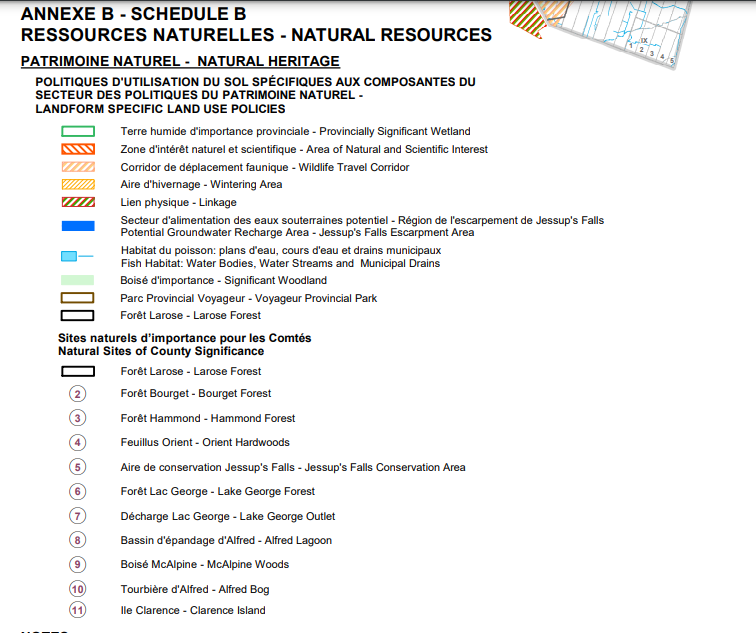 ANNEXE B - SCHEDULE B
RESSOURCES NATURELLES - NATURAL RESOURCES
IX
1 2 3 4 5
PATRIMOINE NATUREL - NATURAL HERITAGE
POLITIQUES D'UTILISATION DU SOL SPÉCIFIQUES AUX COMPOSANTES DU
SECTEUR DES POLITIQUES DU PATRIMOINE NATUREL -
LANDFORM SPECIFIC LAND USE POLICIES
Terre humide d'importance provinciale - Provincially Significant Wetland
Zone d'intérêt naturel et scientifique - Area of Natural and Scientific Interest
Corridor de déplacement faunique - Wildlife Travel Corridor
Aire d'hivernage - Wintering Area
Lien physique - Linkage
Secteur d'alimentation des eaux souterraines potentiel - Région de l'escarpement de Jessup's Falls
Potential Groundwater Recharge Area - Jessup's Falls Escarpment Area
Habitat du poisson: plans d'eau, cours d'eau et drains municipaux
Fish Habitat: Water Bodies, Water Streams and Municipal Drains
Boisé d'importance - Significant Woodland
Parc Provincial Voyageur - Voyageur Provincial Park
Forêt Larose - Larose Forest
Sites naturels d'importance pour les Comtés
Natural Sites of County Significance
Forêt Larose - Larose Forest
2 Forêt Bourget - Bourget Forest
3 Forêt Hammond - Hammond Forest
4 Feuillus Orient - Orient Hardwoods
5 Aire de conservation Jessup's Falls - Jessup's Falls Conservation Area
6 Forêt Lac George - Lake George Forest
7 Décharge Lac George - Lake George Outlet
8 Bassin d'épandage d'Alfred - Alfred Lagoon
9 Boisé McAlpine - McAlpine Woods
10 Tourbière d'Alfred - Alfred Bog
11 Ile Clarence - Clarence Island